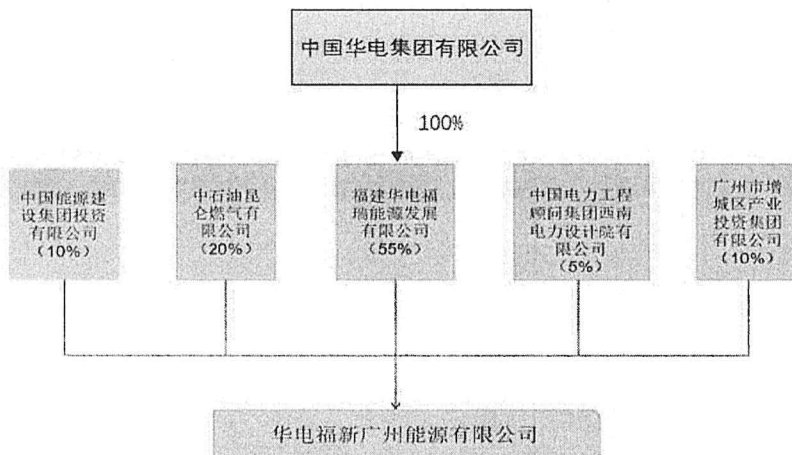 中国华电集团有限公司
100%
中国能源建
设集团投资
有限公司
（10%）
中石油昆
仑燃气有
限公司
（20%）
福建华电福
瑞能源发展
有限公司
（55%）
中国电力工程
顾问集团西南
电力设计院有
限公司
（5%）
广州市增
城区产业
投资集团
有限公司
（10%）
华电福新广州能源有限公司